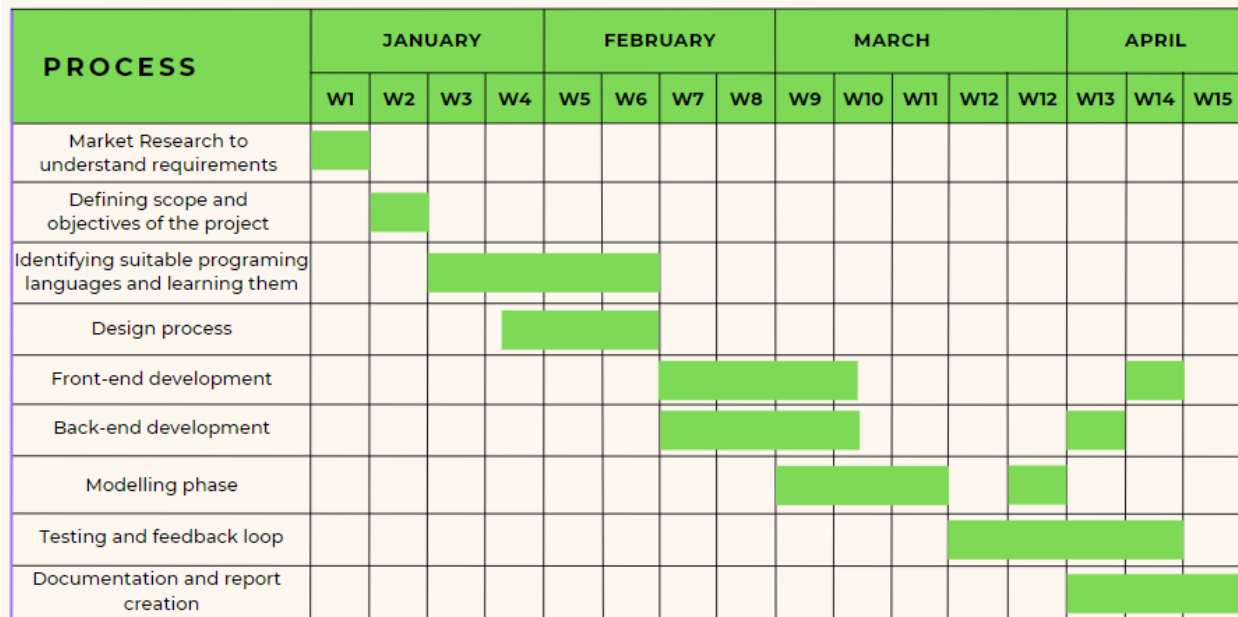 PROCESS
JANUARY FEBRUARY MARCH APRIL
W1 W2 W3 W4 W5 W6 W7 W8 W9 W10 W11 W12 W12 W13 W14 W15
Market Research to
understand requirements
Defining scope and
objectives of the project
Identifying suitable programing
languages and learning them
Design process
Front-end development
Back-end development
Modelling phase
Testing and feedback loop
Documentation and report
creation